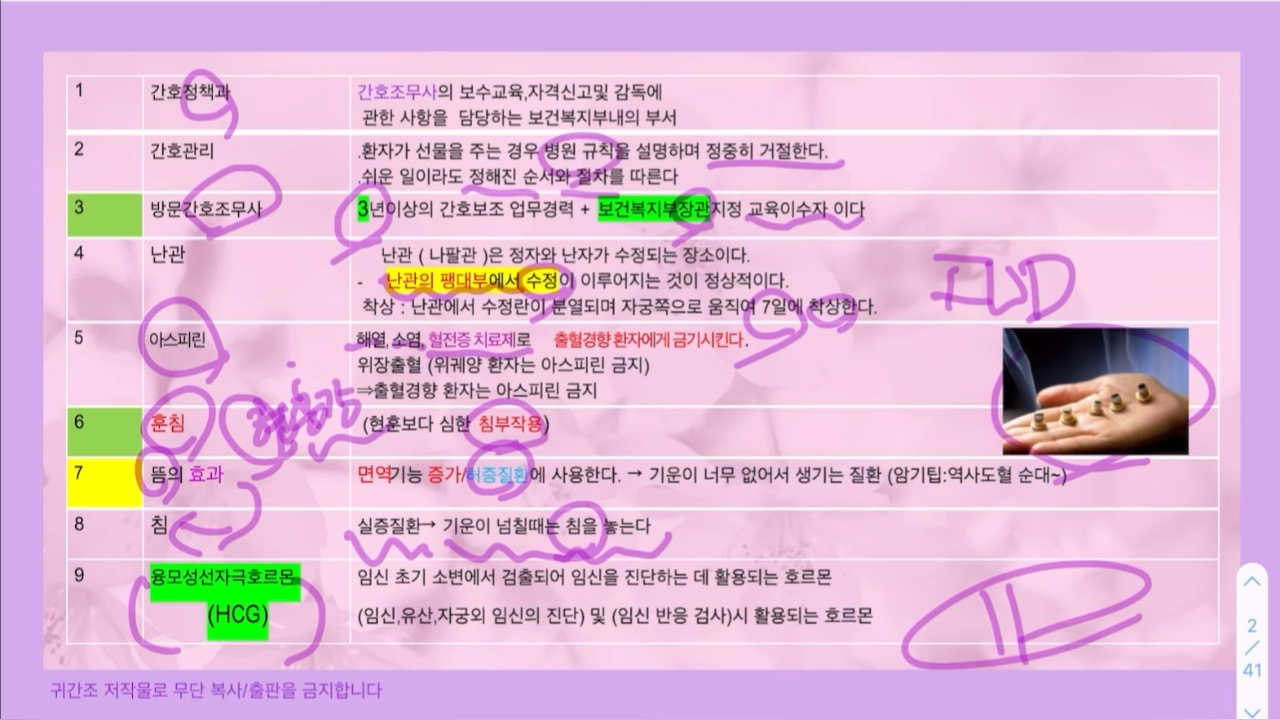 1 간호정책과 간호조무사의 보수교육,자격신고및 감독에
관한 사항을 담당하는 보건복지부내의 부서
2 간호관리 .환자가 선물을 주는 경우 병원 규칙을 설명하며 정중히 거절한다.
.쉬운 일이라도 정해진 순서와 절차를 따른다
3 방문간호조무사 3년이상의 간호보조 업무경력 + 보건복지부장관지정 교육이수자 이다
4 난관 난관 ( 나팔관 )은 정자와 난자가 수정되는 장소이다.
- 난관의 팽대부에서 수정이 이루어지는 것이 정상적이다.
착상 : 난관에서 수정란이 분열되며 자궁쪽으로 움직여 7일에 착상한다.
IUD
5 아스피린 해열, 소염, 혈전증 치료제로 출혈경향 환자에게 금기시킨다.
위장출혈 (위궤양 환자는 아스피린 금지)
⇒출혈경향 환자는 아스피린 금지
6 훈침 (현훈보다 심한 침부작용)
7 뜸의 효과 면역기능 증가/허증질환에 사용한다. → 기운이 너무 없어서 생기는 질환 (암기팁:역사도혈 순대~)
8 침 실증질환→ 기운이 넘칠때는 침을 놓는다
9 융모성선자극호르몬 임신 초기 소변에서 검출되어 임신을 진단하는 데 활용되는 호르몬
(HCG) (임신,유산,자궁외 임신의 진단) 및 (임신 반응 검사)시 활용되는 호르몬
2
/
41
귀간조 저작물로 무단 복사/출판을 금지합니다